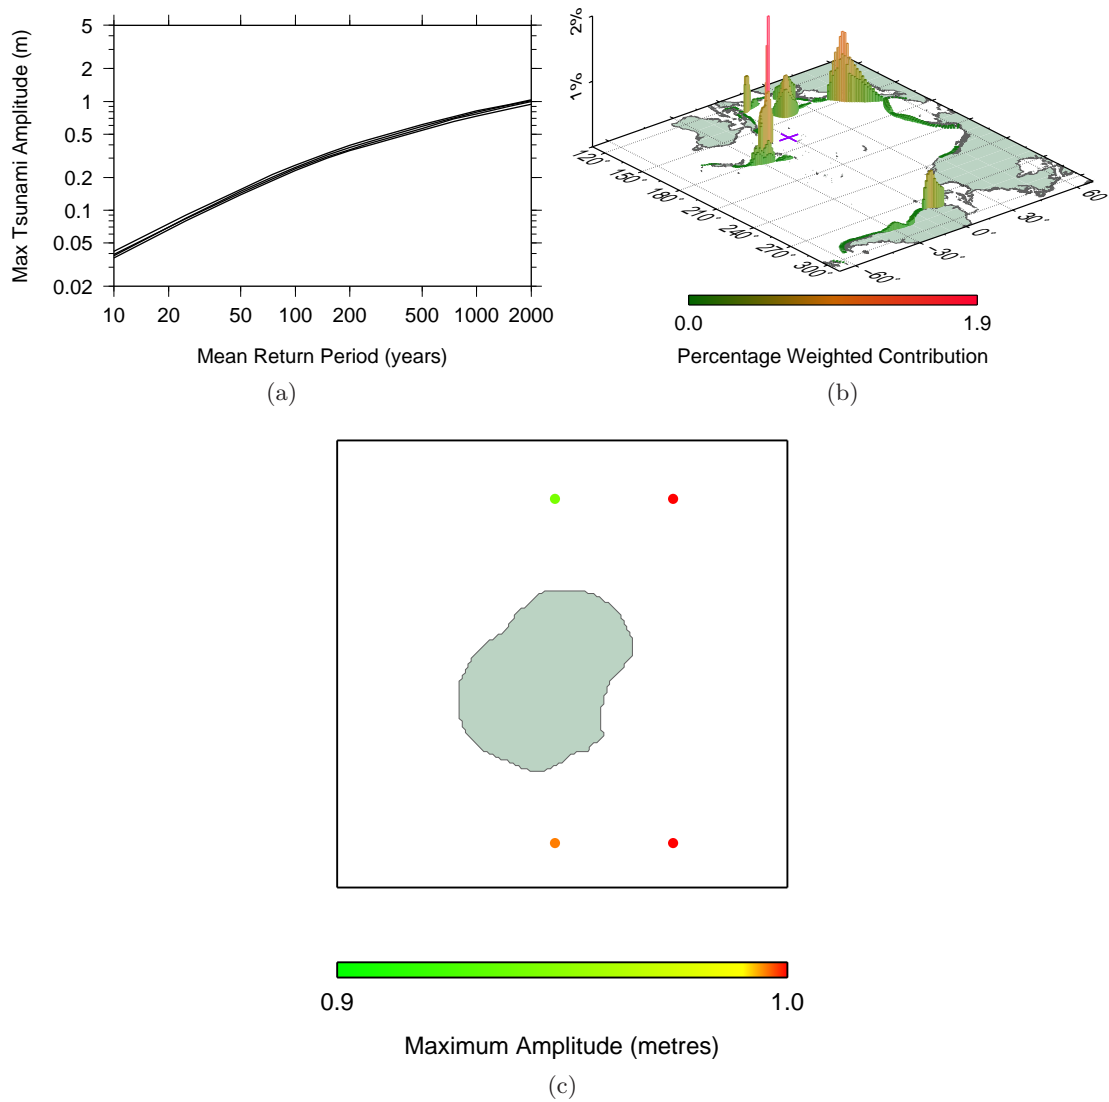 Max Tsunami Amplitude (m)
5
2
1
0.5
0.2
0.1
0.05
0.02
10 20 50 100 200 500 1000 2000
Mean Return Period (years)
(a)
2%
1%
120° 150° 180° 210° 240° 270° 300°
-60° -30° 0° 30° 60
0.0 1.9
Percentage Weighted Contribution
(b)
0.9 1.0
Maximum Amplitude (metres)
(c)